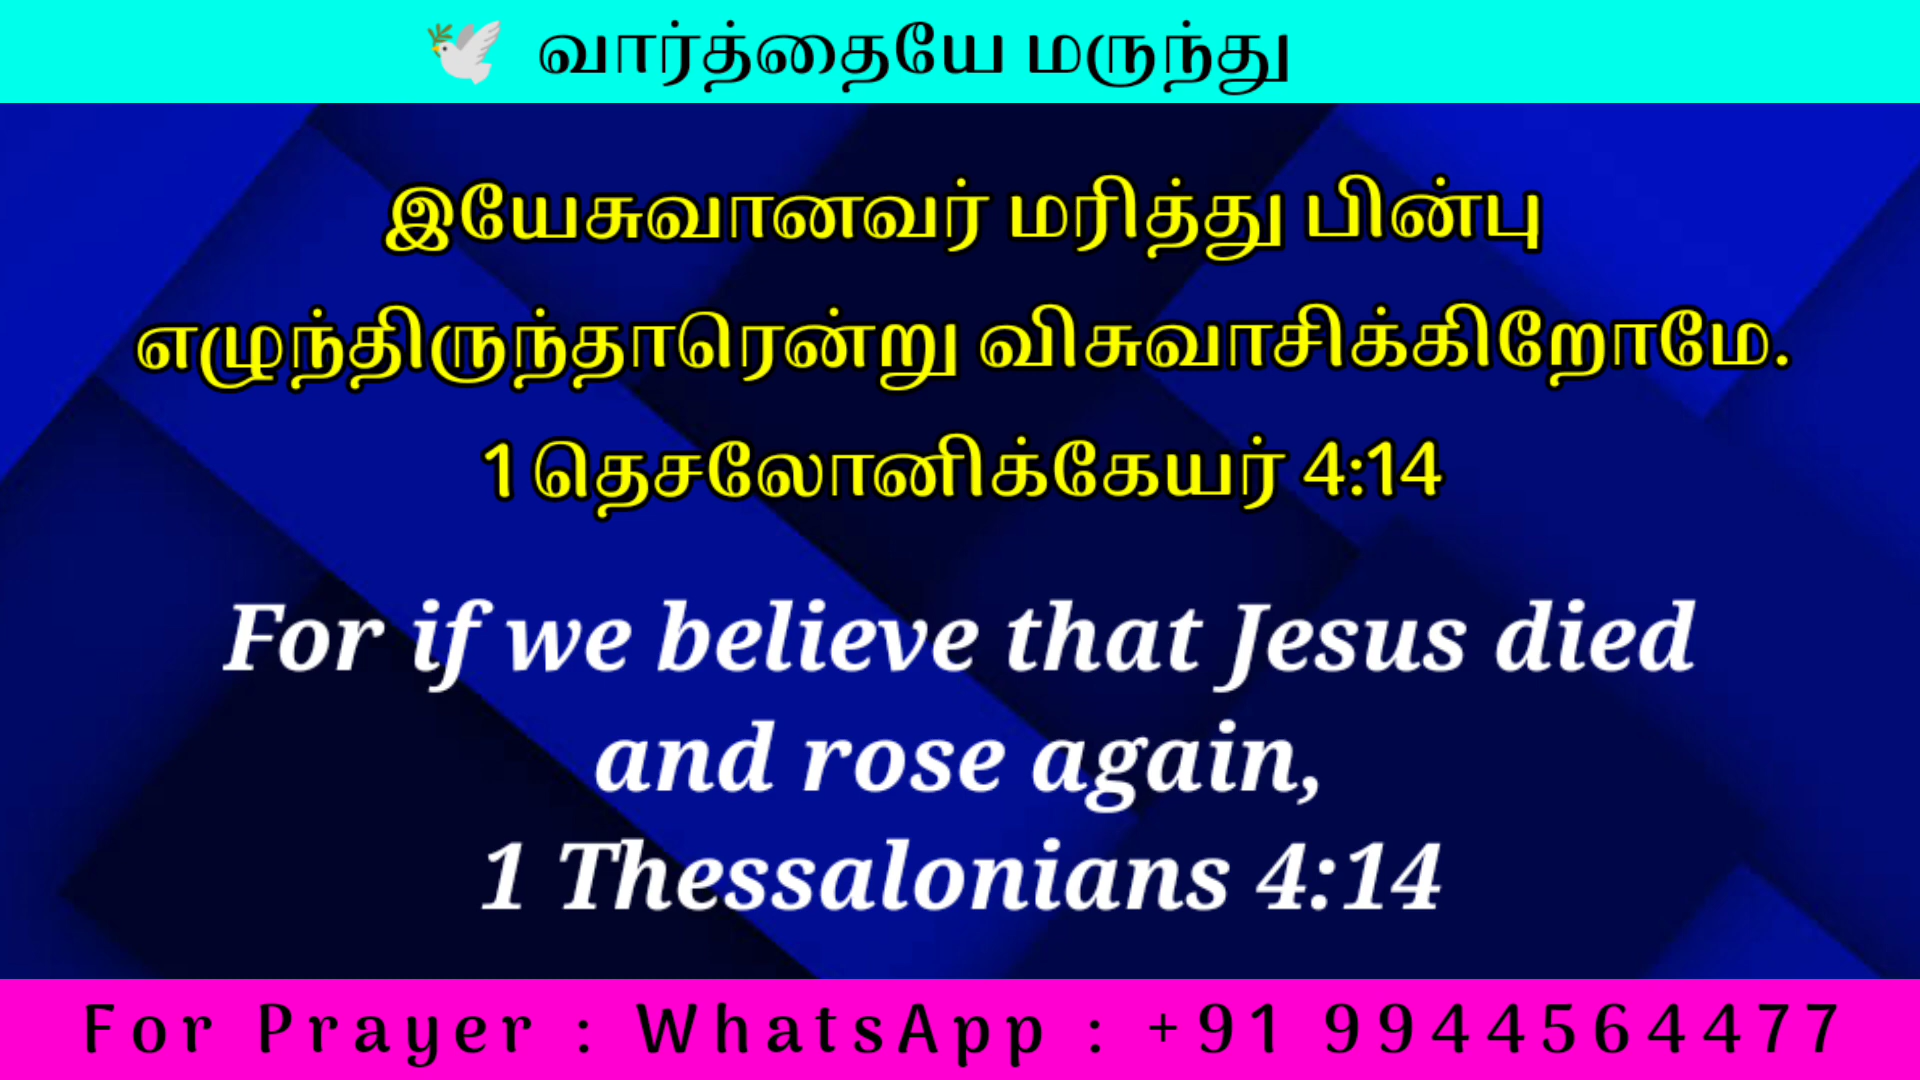 🕊️ வார்த்தையே மருந்து
இயேசுவானவர் மரித்து பின்பு
எழுந்திருந்தாரென்று விசுவாசிக்கிறோமே.
1 தெசலோனிக்கேயர் 4:14
For if we believe that Jesus died
and rose again,
1 Thessalonians 4:14
For Prayer : WhatsApp : +91 9944564477